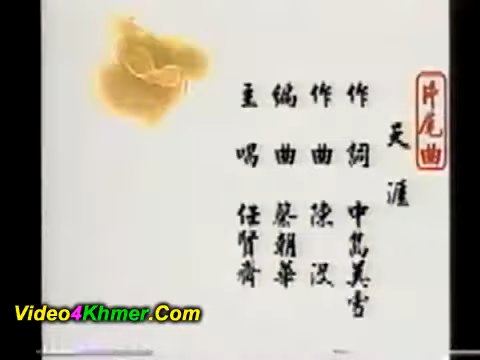 片尾曲
天涯
作詞 中島美雪
作曲 陳沒
編曲 蔡朝華
主唱 任賢齊
Video4Khmer.Com